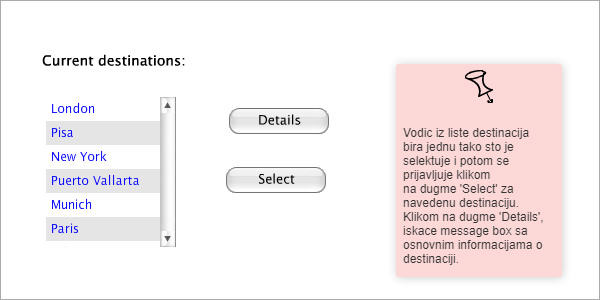 Current destinations:
London
Pisa
New York
Puerto Vallarta
Munich
Paris
Details
Select
Vodic iz liste destinacija
bira jednu tako sto je
selektuje i potom se
prijavljuje klikom
na dugme 'Select' za
navedenu destinaciju.
Klikom na dugme 'Details',
iskace message box sa
osnovnim informacijama o
destinaciji.